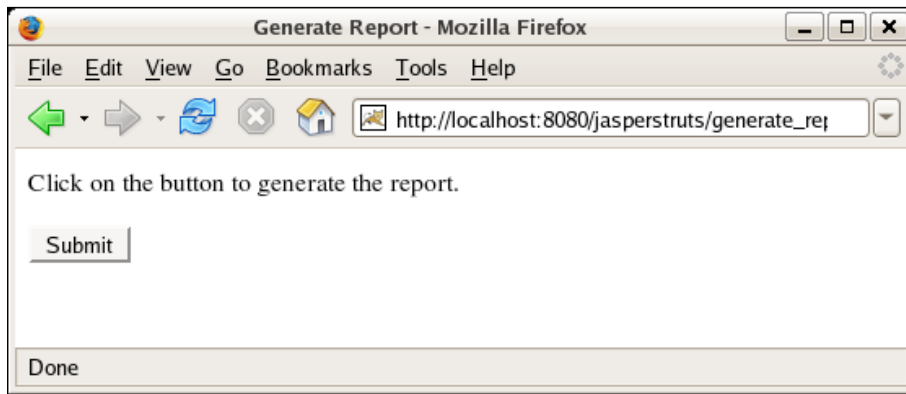 Generate Report - Mozilla Firefox
File Edit View Go Bookmarks Tools Help
http://localhost:8080/jasperstruts/generate_rep
Click on the button to generate the report.
Submit
Done